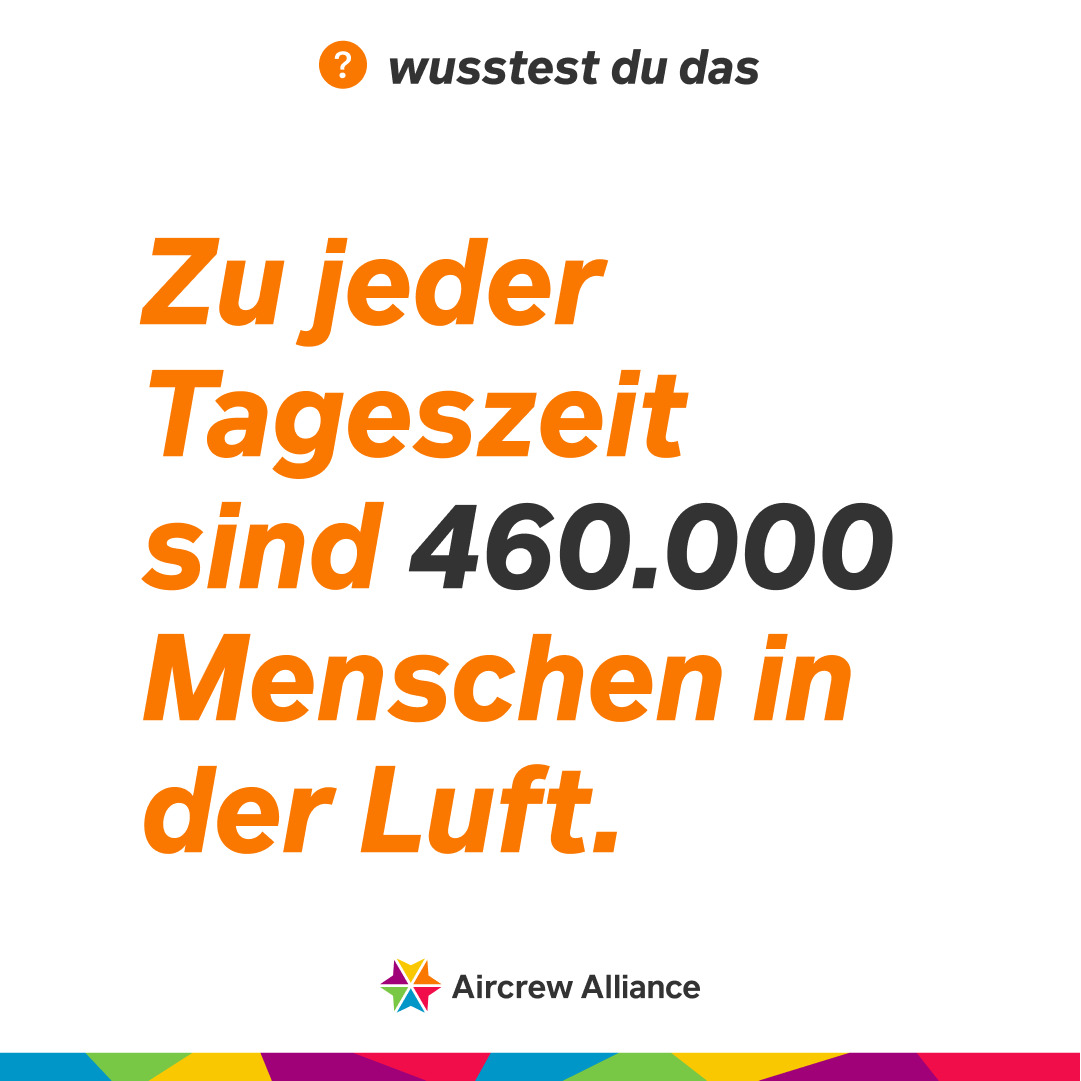 ?
wusstest du das
Zu jeder
Tageszeit
sind 460.000
Menschen in
der Luft.
Aircrew Alliance